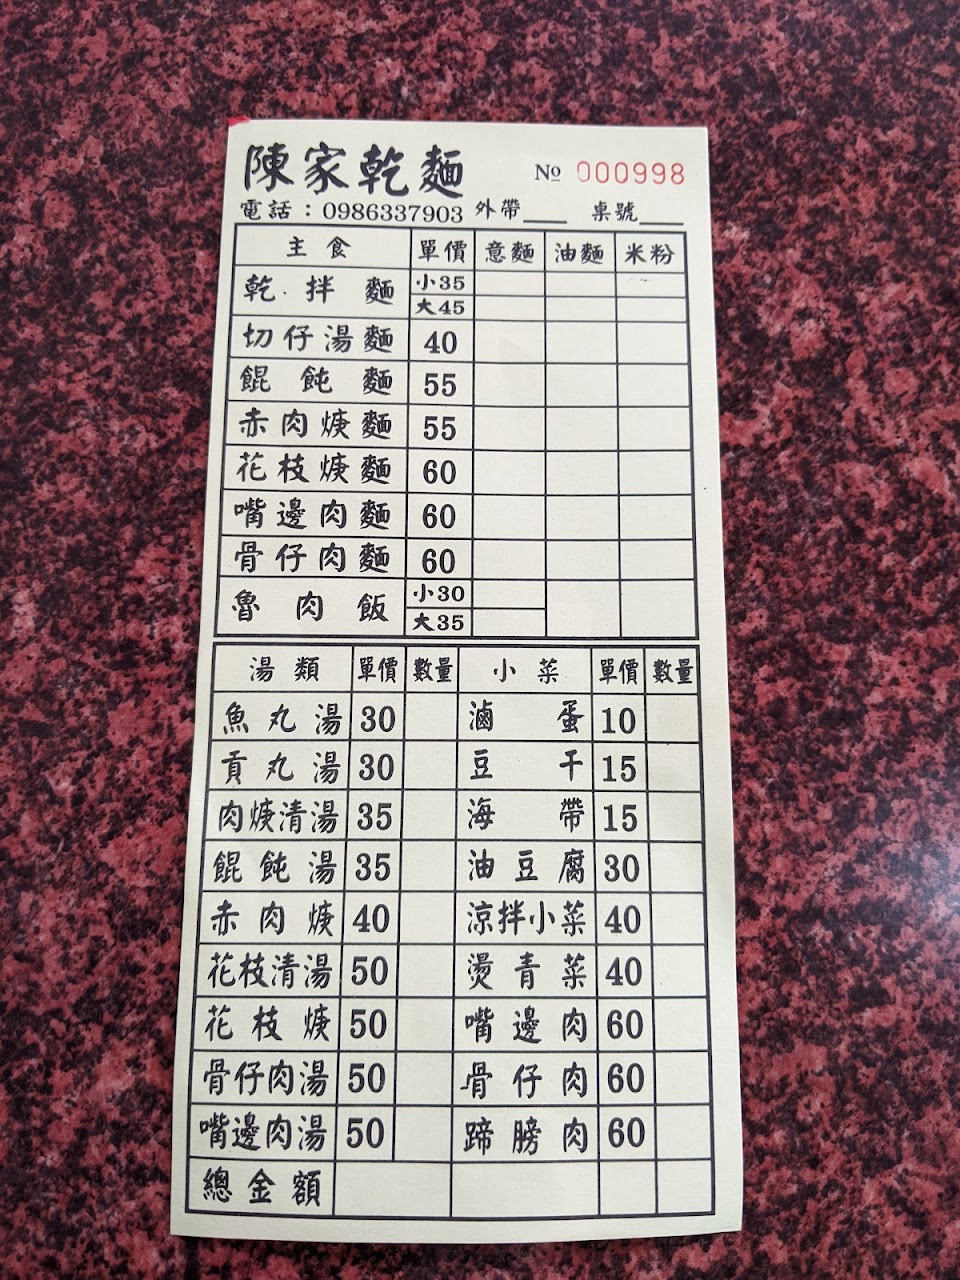 陳家乾麵 № 000998
電話：0986337903 外帶 桌號
主食 單價 意麵 油麵 米粉
乾拌麵 小35
大45
切仔湯麵 40
餛飩麵 55
赤肉焿麵 55
花枝焿麵 60
嘴邊肉麵 60
骨仔肉麵 60
魯肉飯 小30
大35
湯類 單價 數量 小菜 單價 數量
魚丸湯 30 滷蛋 10
貢丸湯 30 豆干 15
肉焿清湯 35 海帶 15
餛飩湯 35 油豆腐 30
赤肉焿 40 涼拌小菜 40
花枝清湯 50 燙青菜 40
花枝焿 50 嘴邊肉 60
骨仔肉湯 50 骨仔肉 60
嘴邊肉湯 50 蹄膀肉 60
總金額